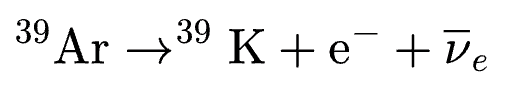 ³⁹Ar → ³⁹ K + e⁻ + ν̅ₑ